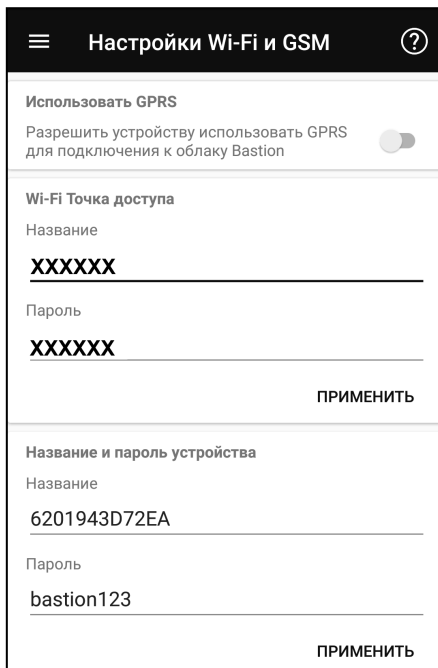 Настройки Wi-Fi и GSM
Использовать GPRS
Разрешить устройству использовать GPRS
для подключения к облаку Bastion
Wi-Fi Точка доступа
Название
XXXXXX
Пароль
XXXXXX
ПРИМЕНИТЬ
Название и пароль устройства
Название
6201943D72EA
Пароль
bastion123
ПРИМЕНИТЬ